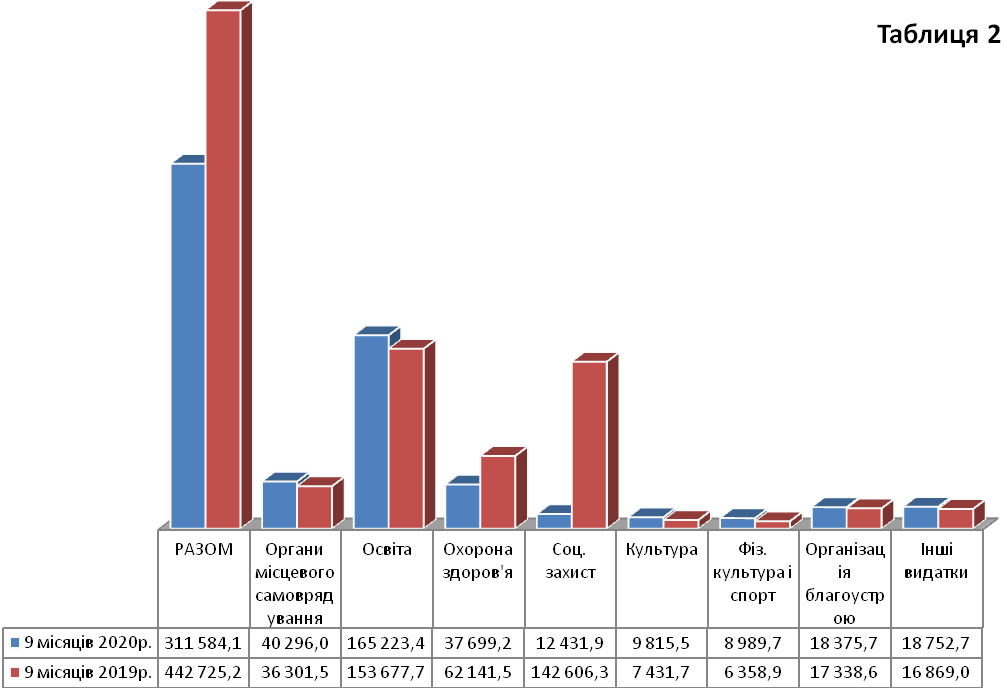 Таблиця 2
РАЗОМ
Органи
місцевого
самовряд
ування
Освіта
Охорона
здоров'я
Соц.
захист
Культура
Фіз.
культура і
спорт
Організац
ія
благоустр
ою
Інші
видатки
9 місяців 2020р. 311 584,1 40 296,0 165 223,4 37 699,2 12 431,9 9 815,5 8 989,7 18 375,7 18 752,7
9 місяців 2019р. 442 725,2 36 301,5 153 677,7 62 141,5 142 606,3 7 431,7 6 358,9 17 338,6 16 869,0